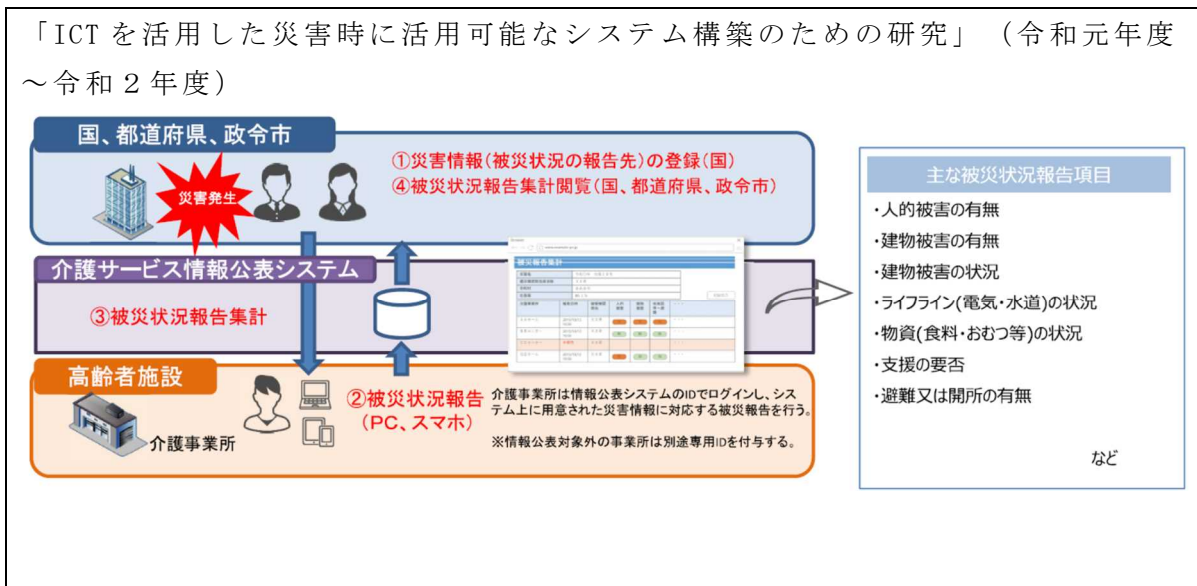 「ICTを活用した災害時に活用可能なシステム構築のための研究」（令和元年度
～令和２年度）
国、都道府県、政令市
災害発生
①災害情報(被災状況の報告先)の登録(国)
④被災状況報告集計閲覧(国、都道府県、政令市)
介護サービス情報公表システム
③被災状況報告集計
被災報告集計
高齢者施設
介護事業所
②被災状況報告
(PC、スマホ)
介護事業所は情報公表システムのIDでログインし、シス
テム上に用意された災害情報に対応する被災報告を行う。
※情報公表対象外の事業所は別途専用IDを付与する。
主な被災状況報告項目
・人的被害の有無
・建物被害の有無
・建物被害の状況
・ライフライン(電気・水道)の状況
・物資(食料・おむつ等)の状況
・支援の要否
・避難又は開所の有無
など